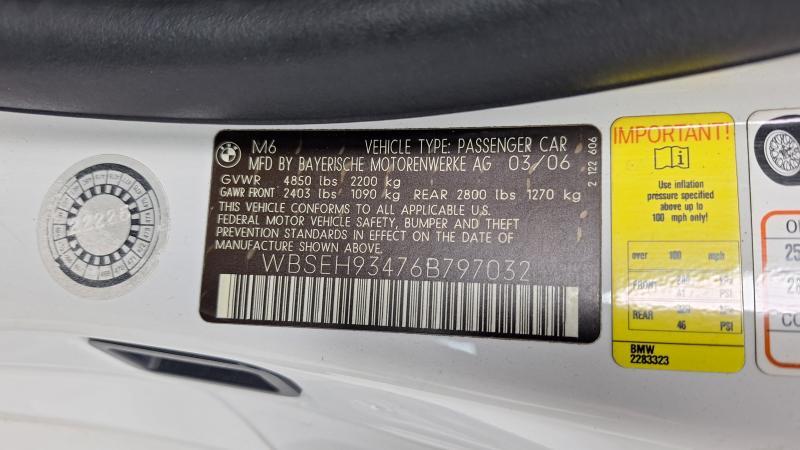 M6 VEHICLE TYPE: PASSENGER CAR
MFD BY BAYERISCHE MOTORENWERKE AG 03/06
GVWR 4850 lbs 2200 kg
GAWR FRONT 2403 lbs 1090 kg REAR 2800 lbs 1270 kg
THIS VEHICLE CONFORMS TO ALL APPLICABLE U.S.
FEDERAL MOTOR VEHICLE SAFETY, BUMPER AND THEFT
PREVENTION STANDARDS IN EFFECT ON THE DATE OF
MANUFACTURE SHOWN ABOVE.
WBSEH93476B797032
2 122 606
IMPORTANT!
Use inflation
pressure specified
above up to
100 mph only!
over 100 mph
FRONT
41 PSI
REAR
46 PSI
BMW
2283323